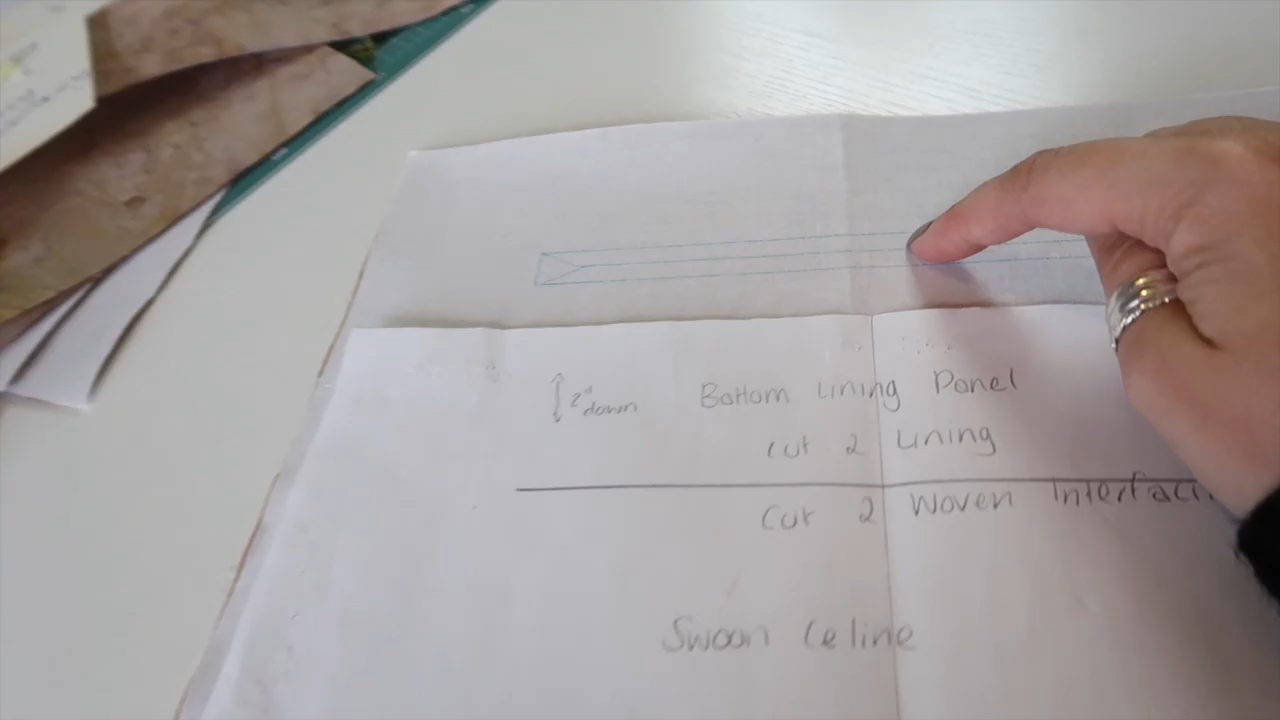 2" down
Bottom Lining Panel
Cut 2 Lining
Cut 2 Woven
Swoon Celine